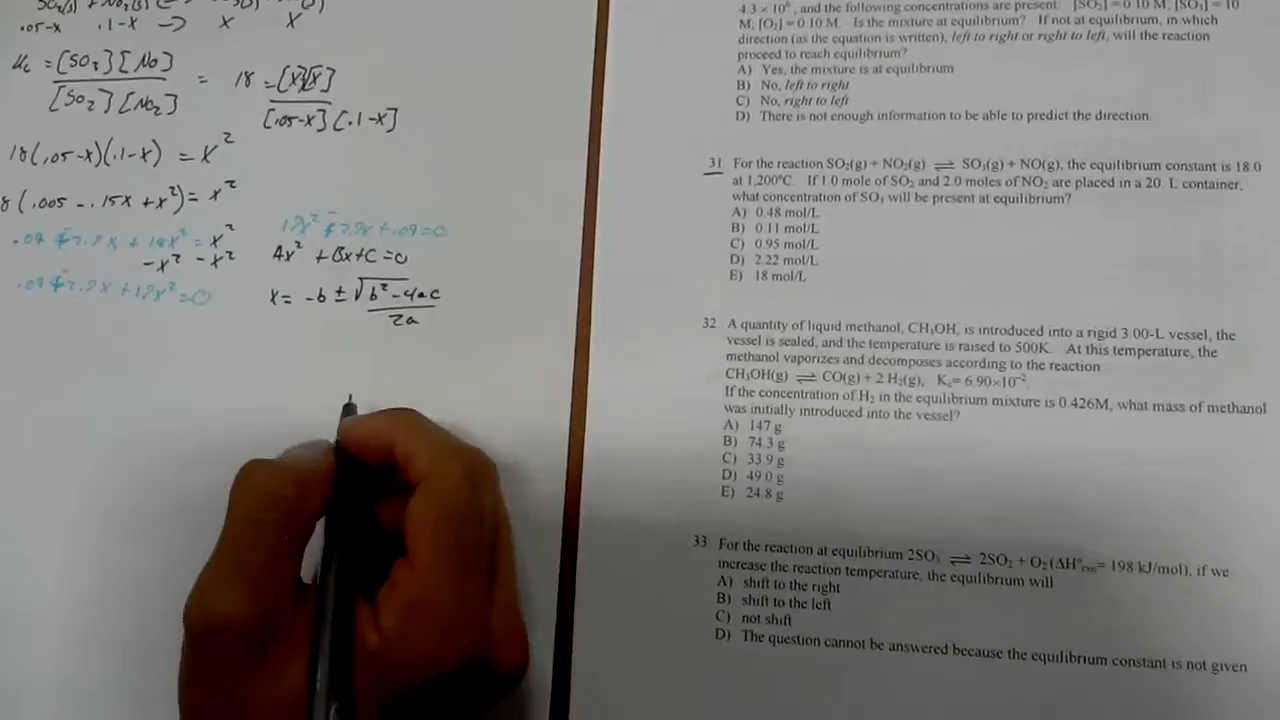 SO₂(g) + NO₂(g)
.05-x .1-x → x x
Kc = [SO3][NO] / [SO2][NO2] = 18 = [x][x] / [.05-x][.1-x]
18(.05-x)(.1-x) = x²
8(.005 - .15x + x²) = x²
+ 18x² = x²
-x² -x²
=0
+ .09=0
Ax² + Bx + C = 0
x = -b ± √b²-4ac / 2a
4.3 × 10⁶, and the following concentrations are present: [SO₂] = 0.10 M; [SO₃] = 10
M; [O₂] = 0.10 M. Is the mixture at equilibrium? If not at equilibrium, in which
direction (as the equation is written), left to right or right to left, will the reaction
proceed to reach equilibrium?
A) Yes, the mixture is at equilibrium
B) No, left to right
C) No, right to left
D) There is not enough information to be able to predict the direction.
31. For the reaction SO₂(g) + NO₂(g) ⇌ SO₃(g) + NO(g), the equilibrium constant is 18.0
at 1,200°C. If 1.0 mole of SO₂ and 2.0 moles of NO₂ are placed in a 20. L container,
what concentration of SO₃ will be present at equilibrium?
A) 0.48 mol/L
B) 0.11 mol/L
C) 0.95 mol/L
D) 2.22 mol/L
E) 18 mol/L
32. A quantity of liquid methanol, CH₃OH, is introduced into a rigid 3.00-L vessel, the
vessel is sealed, and the temperature is raised to 500K. At this temperature, the
methanol vaporizes and decomposes according to the reaction
CH₃OH(g) ⇌ CO(g) + 2 H₂(g), K꜀= 6.90×10⁻².
If the concentration of H₂ in the equilibrium mixture is 0.426M, what mass of methanol
was initially introduced into the vessel?
A) 147 g
B) 74.3 g
C) 33.9 g
D) 49.0 g
E) 24.8 g
33. For the reaction at equilibrium 2SO₃ ⇌ 2SO₂ + O₂ (ΔH°rxn= 198 kJ/mol), if we
increase the reaction temperature, the equilibrium will
A) shift to the right
B) shift to the left
C) not shift
D) The question cannot be answered because the equilibrium constant is not given